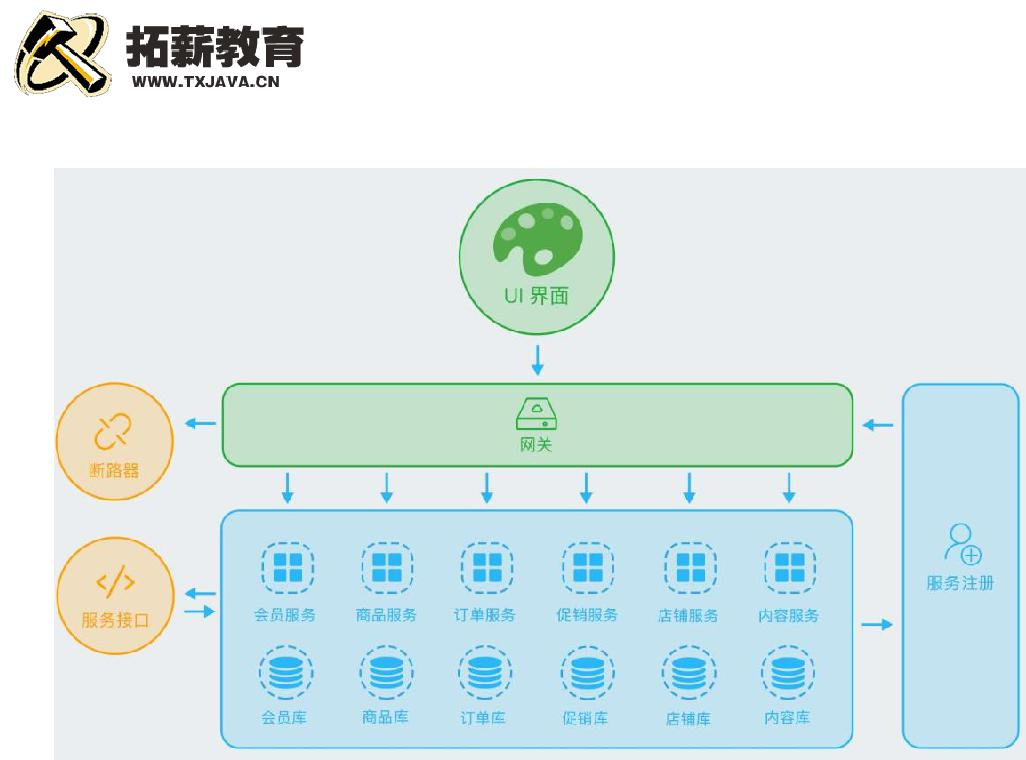 拓薪教育
WWW.TXJAVA.CN
UI 界面
网关
断路器
服务接口
会员服务
商品服务
订单服务
促销服务
店铺服务
内容服务
会员库
商品库
订单库
促销库
店铺库
内容库
服务注册